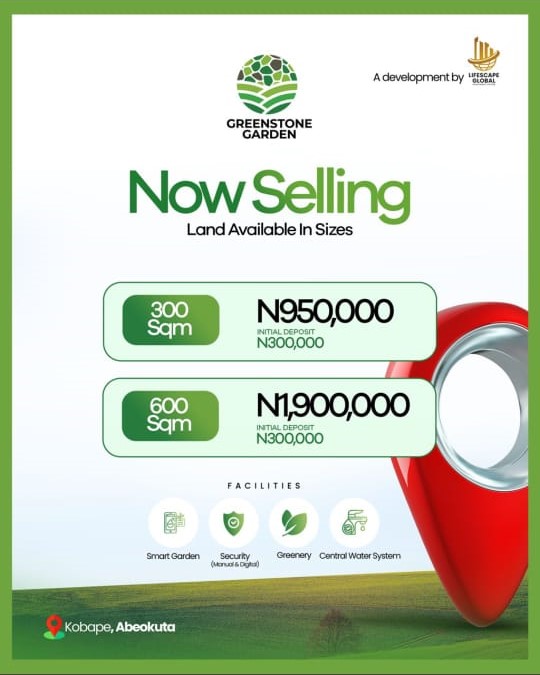 A development by
LIFESCAPE
GLOBAL
GREENSTONE
GARDEN
Now Selling
Land Available In Sizes
300
Sqm
N950,000
INITIAL DEPOSIT
N300,000
600
Sqm
N1,900,000
INITIAL DEPOSIT
N300,000
FACILITIES
Smart Garden
Security
(Manual & Digital)
Greenery
Central Water System
Kobape, Abeokuta